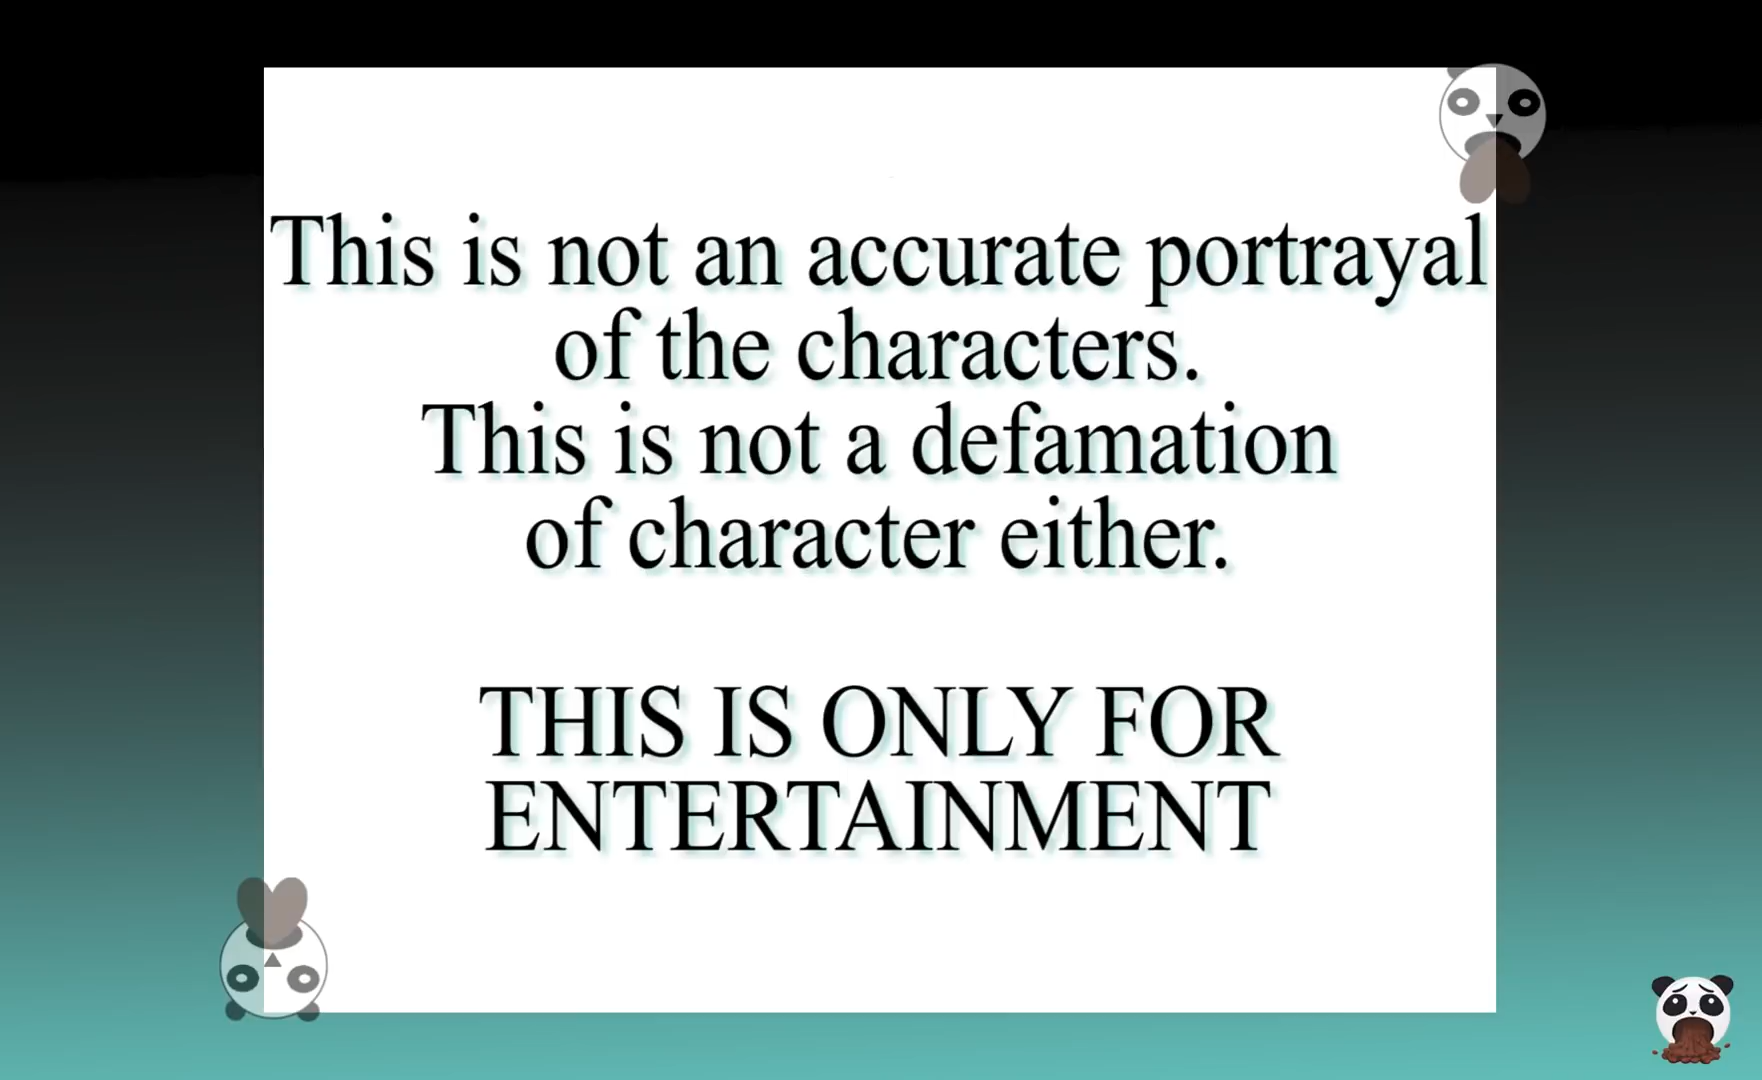 This is not an accurate portrayal
of the characters.
This is not a defamation
of character either.
THIS IS ONLY FOR
ENTERTAINMENT